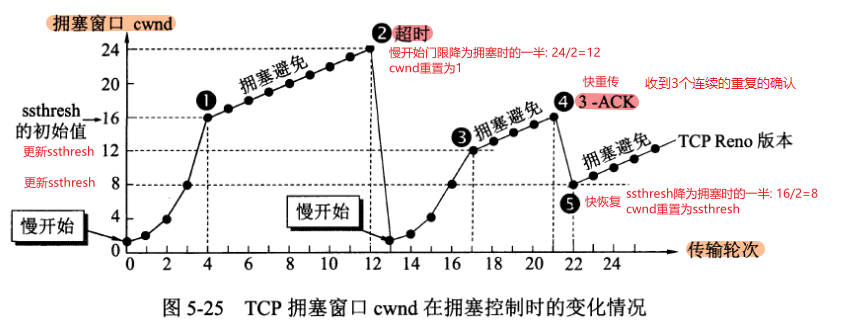 拥塞窗口 cwnd
❷ 超时
慢开始门限降为拥塞时的一半: 24/2=12
cwnd重置为1
快重传 收到3个连续的重复的确认
❹ 3 -ACK
24
20
16
12
8
4
0
ssthresh
的初始值
更新ssthresh
更新ssthresh
慢开始
❶
拥塞避免
慢开始
❸
拥塞避免
拥塞避免
TCP Reno 版本
❺ 快恢复
ssthresh降为拥塞时的一半: 16/2=8
cwnd重置为ssthresh
0 2 4 6 8 10 12 14 16 18 20 22 24
传输轮次
图 5-25 TCP 拥塞窗口 cwnd 在拥塞控制时的变化情况